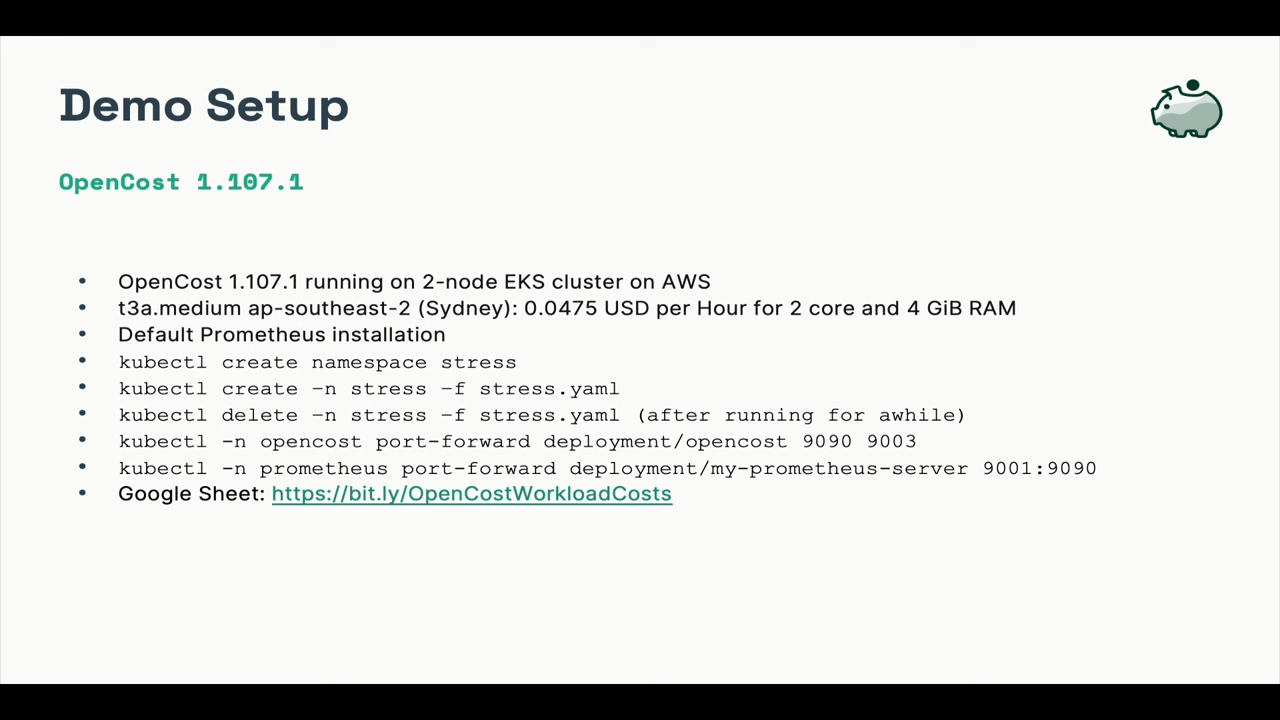 Demo Setup
OpenCost 1.107.1
• OpenCost 1.107.1 running on 2-node EKS cluster on AWS
• t3a.medium ap-southeast-2 (Sydney): 0.0475 USD per Hour for 2 core and 4 GiB RAM
• Default Prometheus installation
• kubectl create namespace stress
• kubectl create –n stress –f stress.yaml
• kubectl delete –n stress –f stress.yaml (after running for awhile)
• kubectl -n opencost port-forward deployment/opencost 9090 9003
• kubectl -n prometheus port-forward deployment/my-prometheus-server 9001:9090
• Google Sheet: https://bit.ly/OpenCostWorkloadCosts